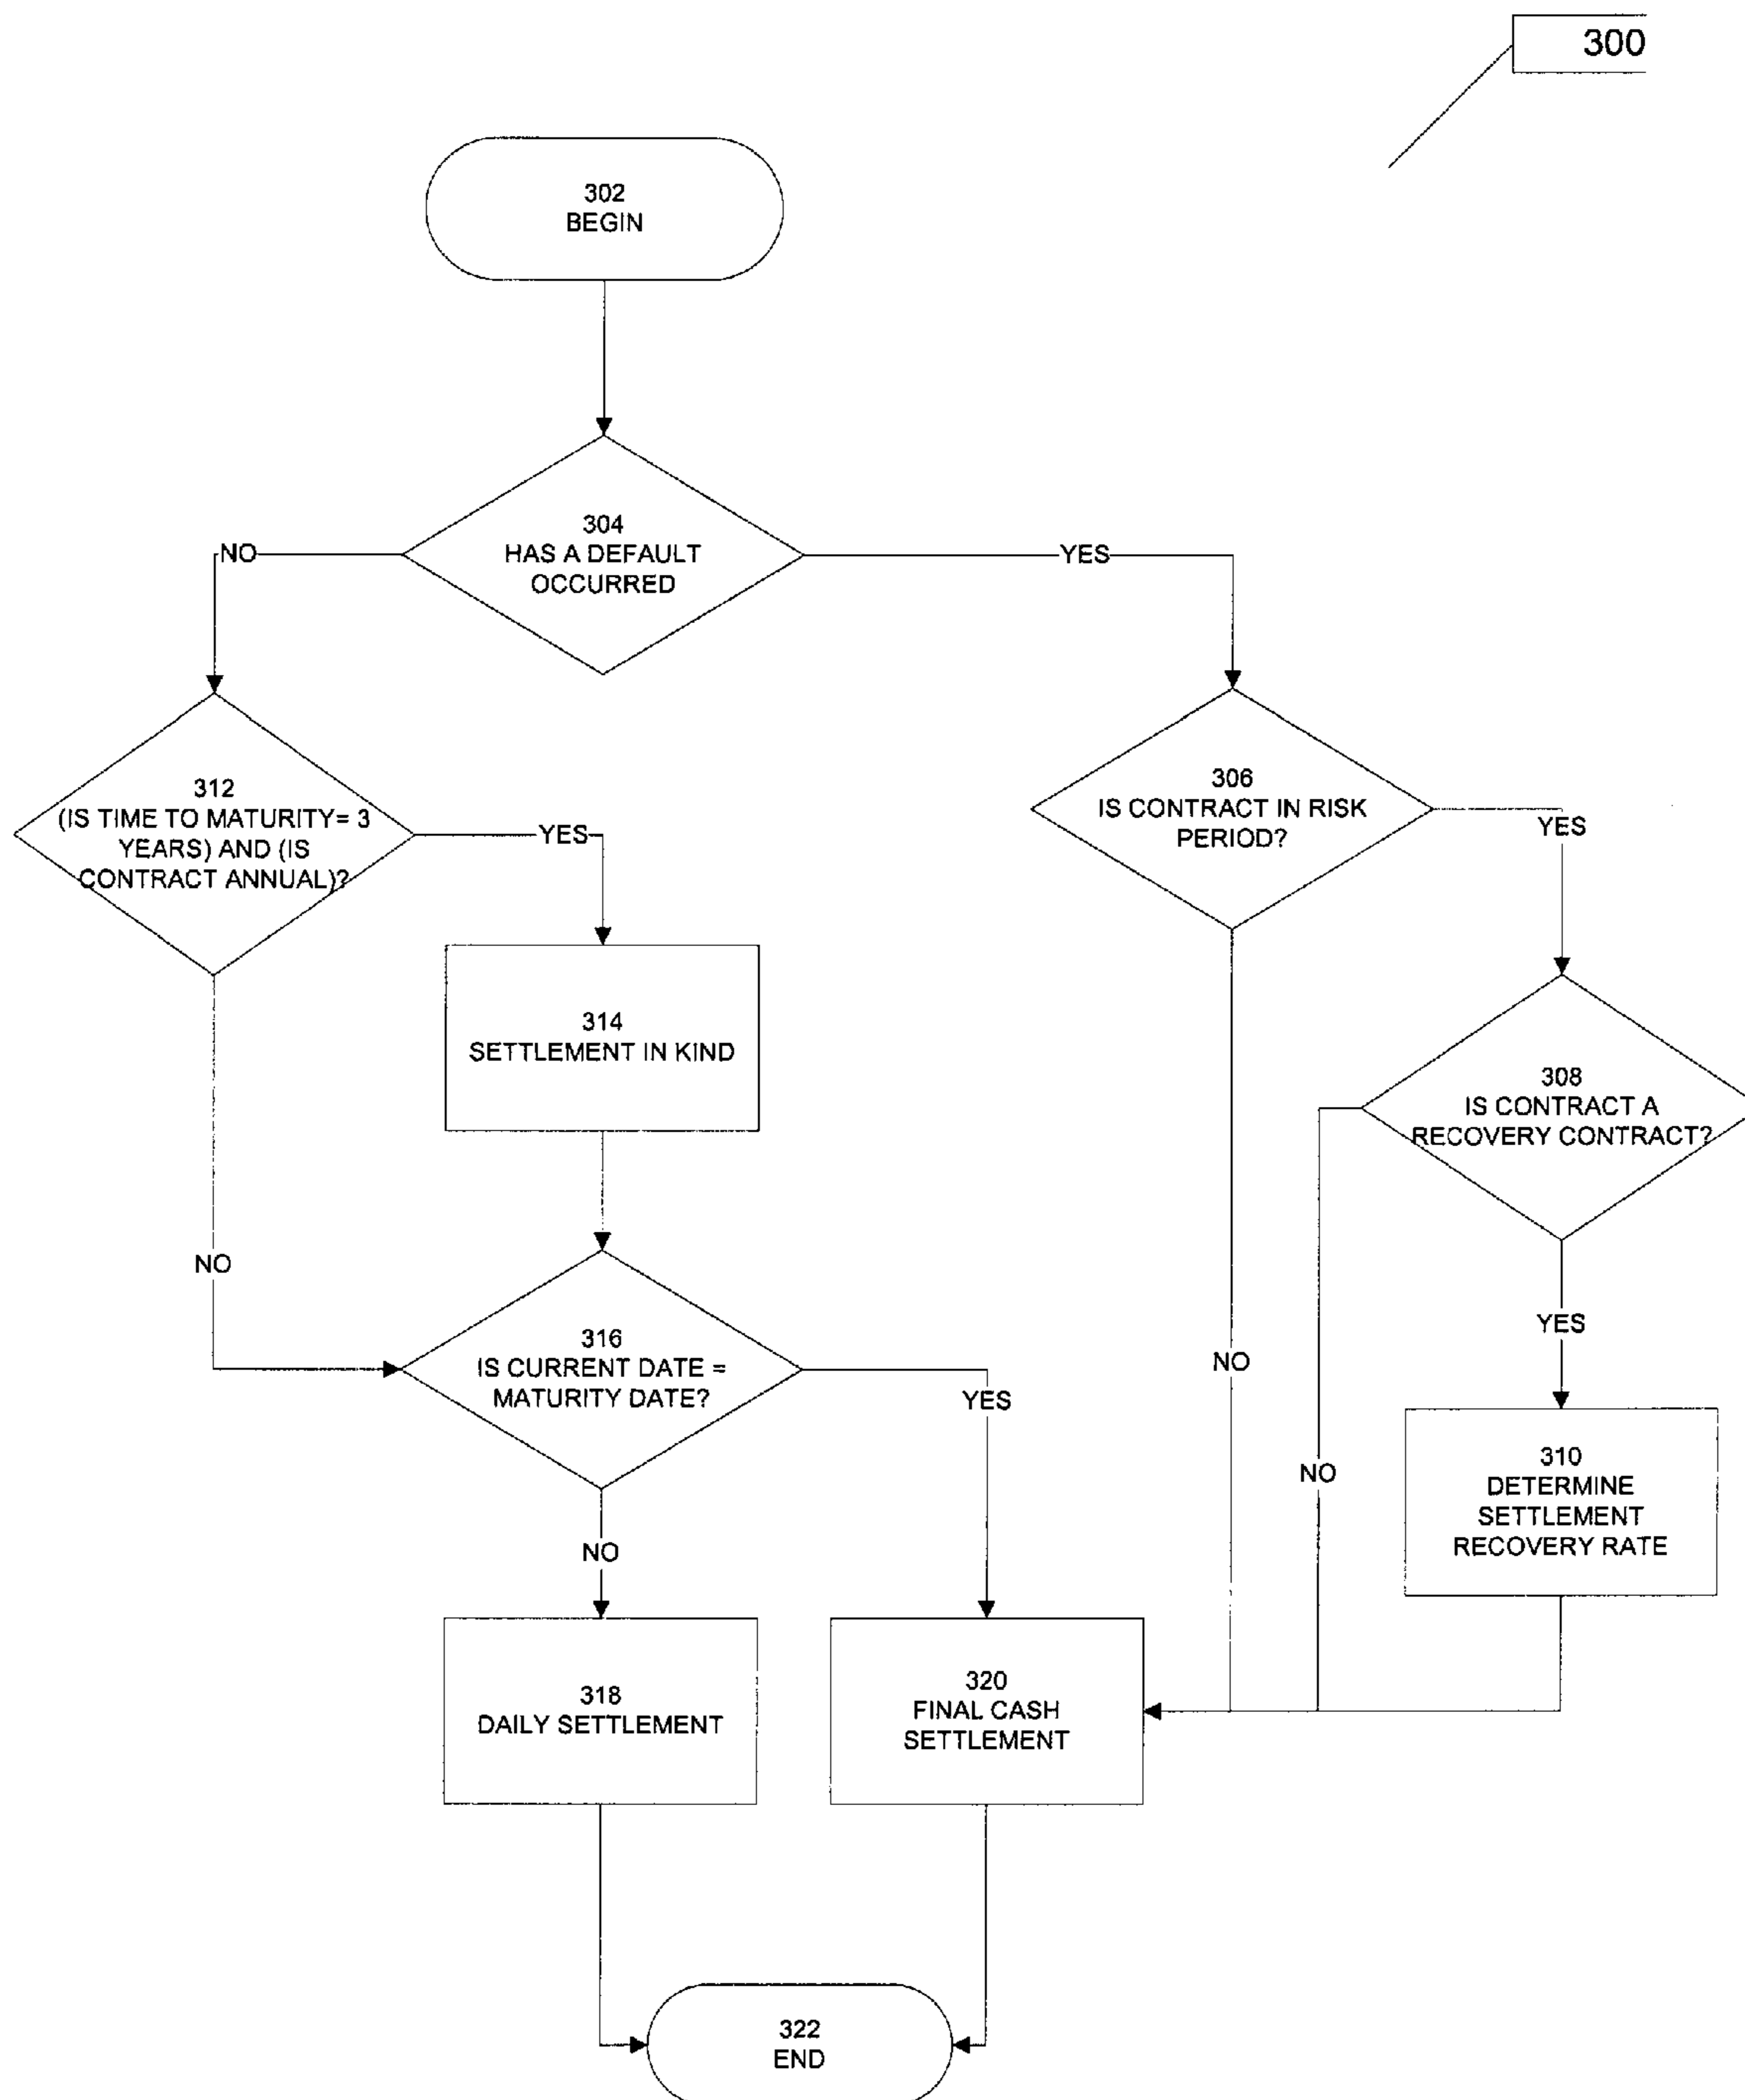 300
302
BEGIN
304
HAS A DEFAULT
OCCURRED
NO
YES
312
(IS TIME TO MATURITY= 3
YEARS) AND (IS
CONTRACT ANNUAL)?
YES
306
IS CONTRACT IN RISK
PERIOD?
YES
314
SETTLEMENT IN KIND
308
IS CONTRACT A
RECOVERY CONTRACT?
NO
316
IS CURRENT DATE =
MATURITY DATE?
YES
NO
YES
NO
310
DETERMINE
SETTLEMENT
RECOVERY RATE
NO
318
DAILY SETTLEMENT
320
FINAL CASH
SETTLEMENT
322
END